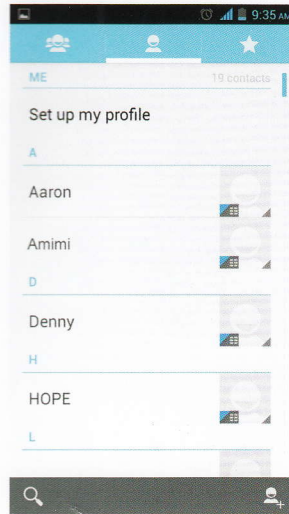 9:35 AM
ME 19 contacts
Set up my profile
A
Aaron
Amimi
D
Denny
H
HOPE
L